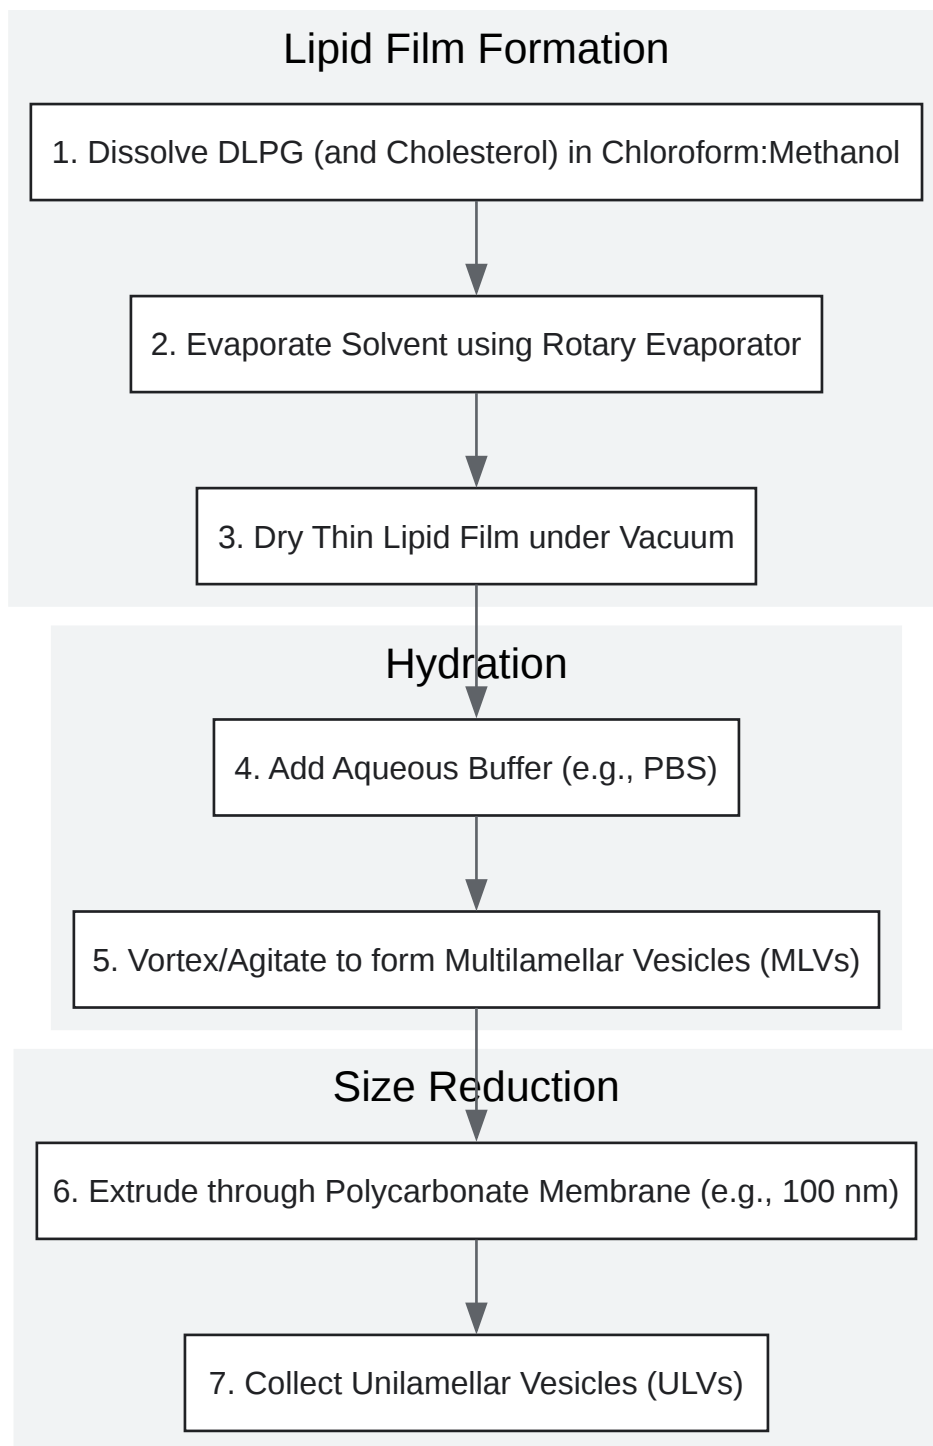 Lipid Film Formation
1. Dissolve DLPG (and Cholesterol) in Chloroform:Methanol
2. Evaporate Solvent using Rotary Evaporator
3. Dry Thin Lipid Film under Vacuum
Hydration
4. Add Aqueous Buffer (e.g., PBS)
5. Vortex/Agitate to form Multilamellar Vesicles (MLVs)
Size Reduction
6. Extrude through Polycarbonate Membrane (e.g., 100 nm)
7. Collect Unilamellar Vesicles (ULVs)